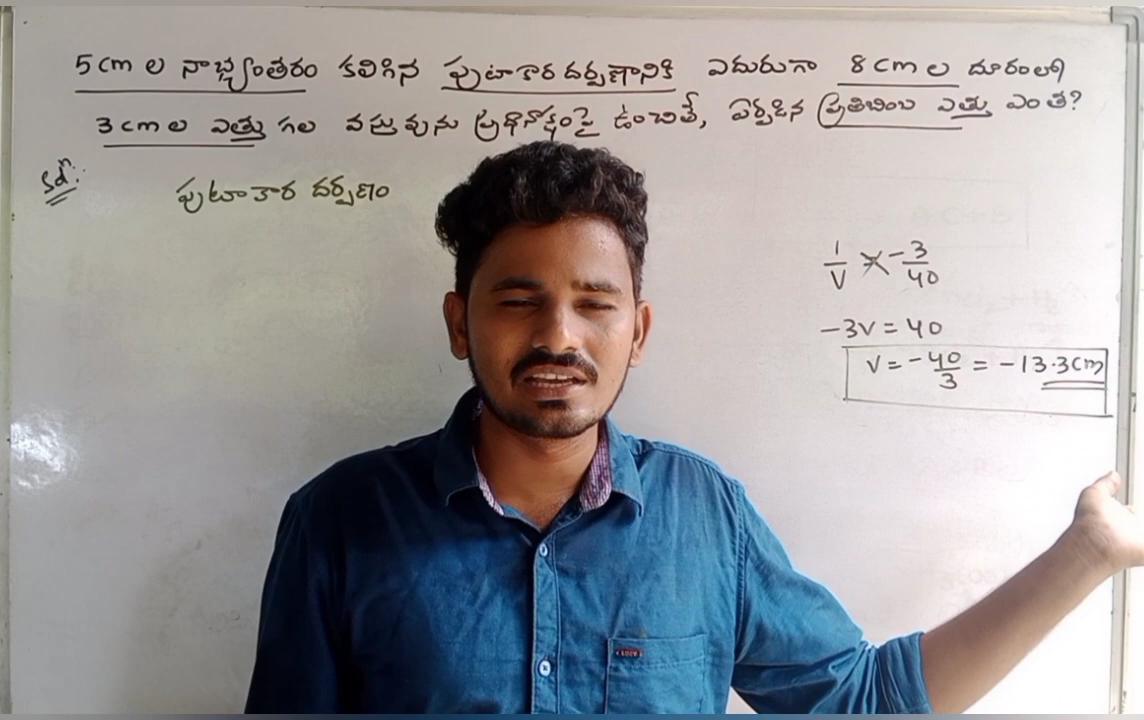 5cm ల నాభ్యంతరం కలిగిన పుటాకార దర్పణానికి ఎదురుగా 8cm ల దూరంలో
3cm ల ఎత్తు గల వస్తువును ప్రధానాక్షంపై ఉంచితే, ఏర్పడిన ప్రతిబింబ ఎత్తు ఎంత?
Sol:
పుటాకార దర్పణం
1/V = -3/40
-3V = 40
V = -40/3 = -13.3cm